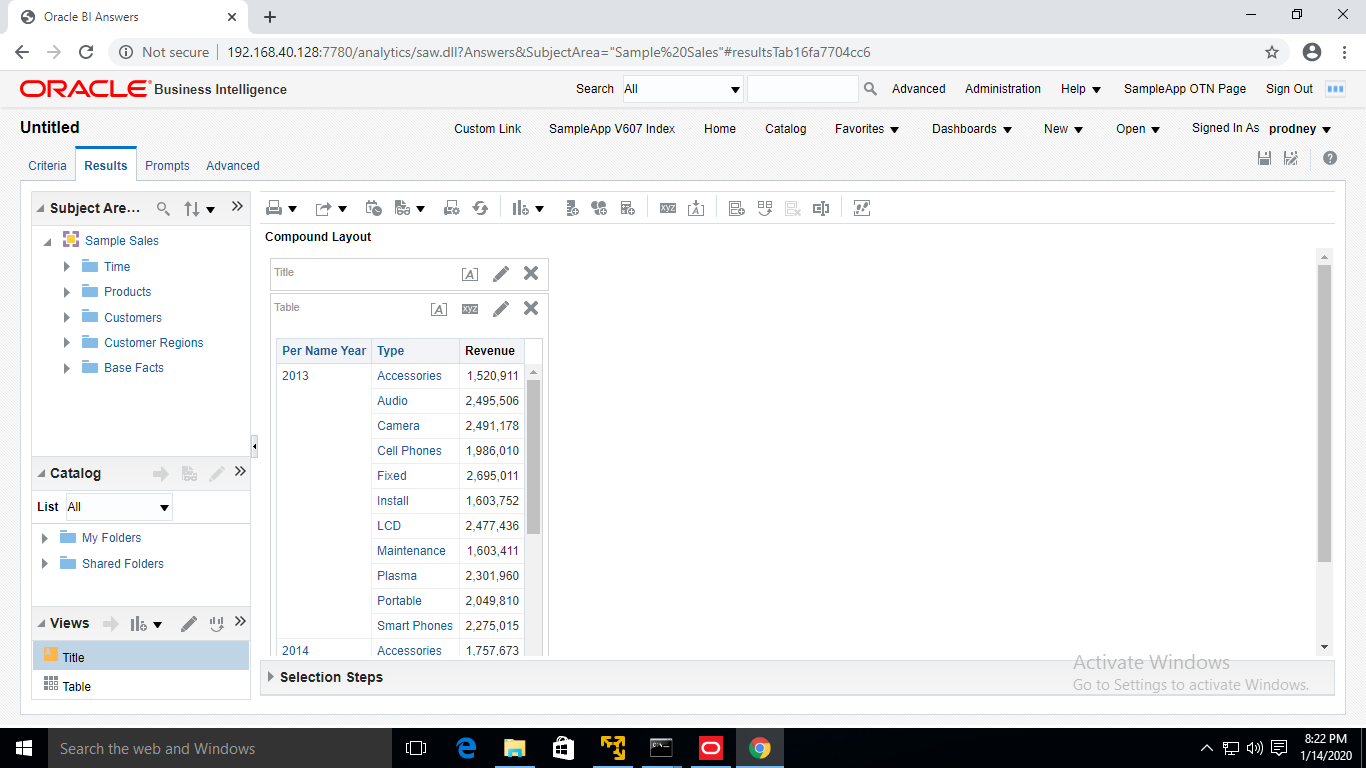 Oracle BI Answers
Not secure | 192.168.40.128:7780/analytics/saw.dll?Answers&SubjectArea="Sample%20Sales"#resultsTab16fa7704cc6
ORACLE Business Intelligence
Search All Advanced Administration Help SampleApp OTN Page Sign Out
Untitled
Custom Link SampleApp V607 Index Home Catalog Favorites Dashboards New Open Signed In As prodney
Criteria Results Prompts Advanced
Subject Are...
Sample Sales
Time
Products
Customers
Customer Regions
Base Facts
Catalog
List All
My Folders
Shared Folders
Views
Title
Table
xyz A
Compound Layout
Title A
Table A xyz
Per Name Year Type Revenue
2013 Accessories 1,520,911
Audio 2,495,506
Camera 2,491,178
Cell Phones 1,986,010
Fixed 2,695,011
Install 1,603,752
LCD 2,477,436
Maintenance 1,603,411
Plasma 2,301,960
Portable 2,049,810
Smart Phones 2,275,015
2014 Accessories 1,757,673
Selection Steps
Activate Windows
Go to Settings to activate Windows.
Search the web and Windows
8:22 PM
1/14/2020